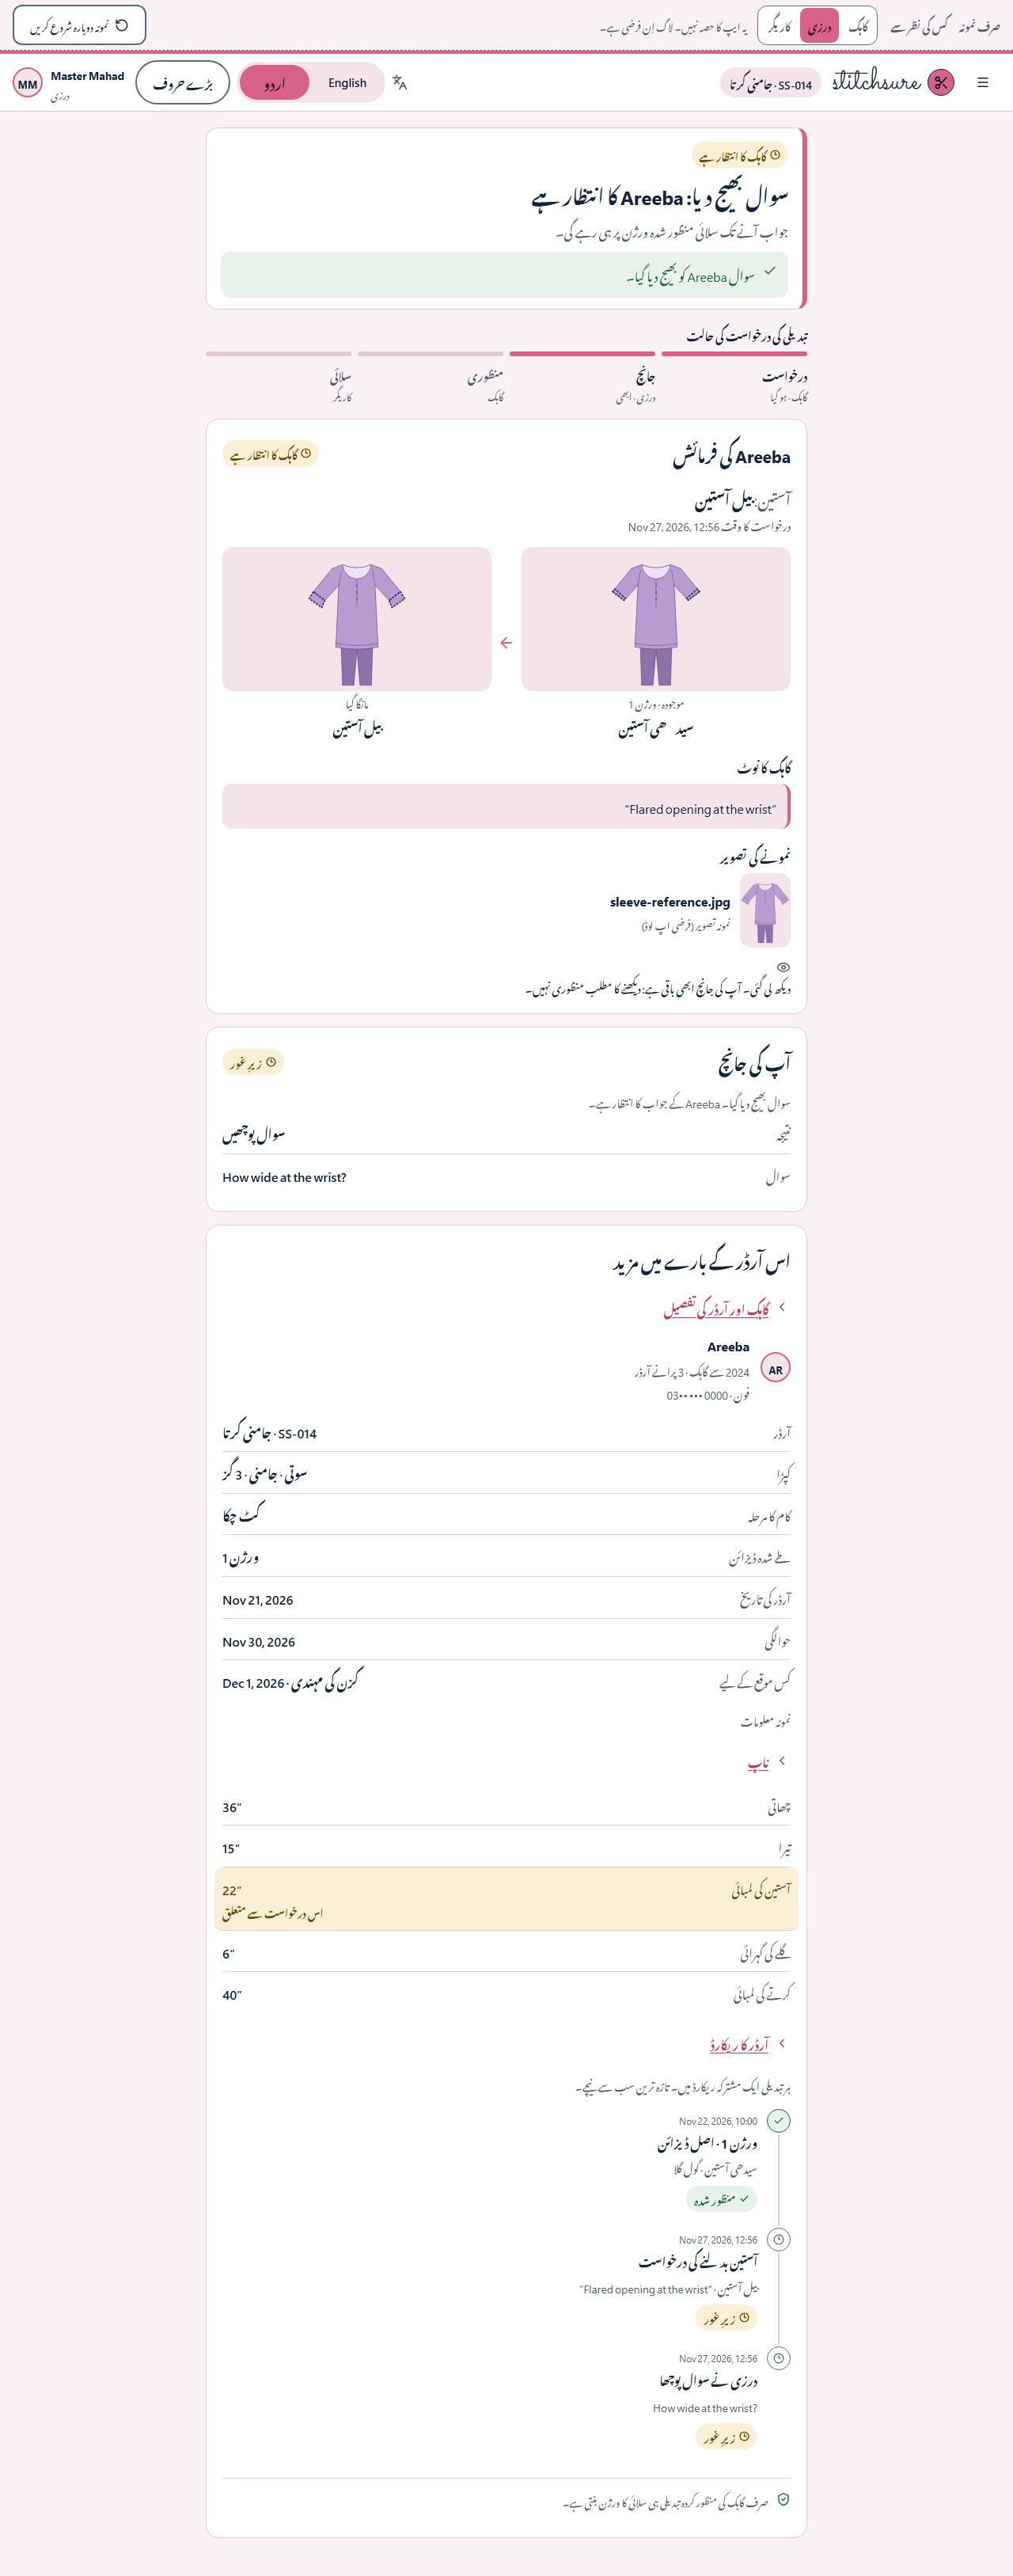 صرف نمونہ کس کی نظر سے گاہک درزی کاریگر یہ ایپ کا حصہ نہیں۔ لاگ اِن فرضی ہے۔ نمونہ دوبارہ شروع کریں
stitchsure SS-014 · جامنی کرتا English اردو بڑے حروف Master Mahad MM
درزی
گاہک کا انتظار ہے
سوال بھیج دیا: Areeba کا انتظار ہے
جواب آنے تک سلائی منظور شدہ ورژن پر ہی رہے گی۔
سوال Areeba کو بھیج دیا گیا۔
تبدیلی کی درخواست کی حالت
درخواست جانچ منظوری سلائی
گاہک · ہو گیا درزی · ابھی گاہک کاریگر
Areeba کی فرمائش گاہک کا انتظار ہے
آستین: بیل آستین
درخواست کا وقت Nov 27, 2026, 12:56
موجودہ · ورژن 1 مانگا گیا
سیدھی آستین بیل آستین
گاہک کا نوٹ
"Flared opening at the wrist"
نمونے کی تصویر
sleeve-reference.jpg
نمونہ تصویر (فرضی اپ لوڈ)
دیکھ لی گئی۔ آپ کی جانچ ابھی باقی ہے: دیکھنے کا مطلب منظوری نہیں۔
آپ کی جانچ زیرِ غور
سوال بھیج دیا گیا۔ Areeba کے جواب کا انتظار ہے۔
نتیجہ سوال پوچھیں
سوال How wide at the wrist?
اس آرڈر کے بارے میں مزید
گاہک اور آرڈر کی تفصیل
Areeba
AR
2024 سے گاہک · 3 پرانے آرڈر
فون · 03•• ••• 0000
آرڈر SS-014 · جامنی کرتا
کپڑا سوتی · جامنی · 3 گز
کام کا مرحلہ کٹ چکا
طے شدہ ڈیزائن ورژن 1
آرڈر کی تاریخ Nov 21, 2026
حوالگی Nov 30, 2026
کس موقع کے لیے کزن کی مہندی · Dec 1, 2026
نمونہ معلومات
ناپ
چھاتی 36"
تیرا 15"
آستین کی لمبائی 22"
اس درخواست سے متعلق
گلے کی گہرائی 6"
کرتے کی لمبائی 40"
آرڈر کا ریکارڈ
ہر تبدیلی ایک مشترکہ ریکارڈ میں۔ تازہ ترین سب سے نیچے۔
Nov 22, 2026, 10:00
ورژن 1 · اصل ڈیزائن
سیدھی آستین · گول گلا
منظور شدہ
Nov 27, 2026, 12:56
آستین بدلنے کی درخواست
بیل آستین · "Flared opening at the wrist"
زیرِ غور
Nov 27, 2026, 12:56
درزی نے سوال پوچھا
How wide at the wrist?
زیرِ غور
صرف گاہک کی منظور کردہ تبدیلی ہی سلائی کا ورژن بنتی ہے۔